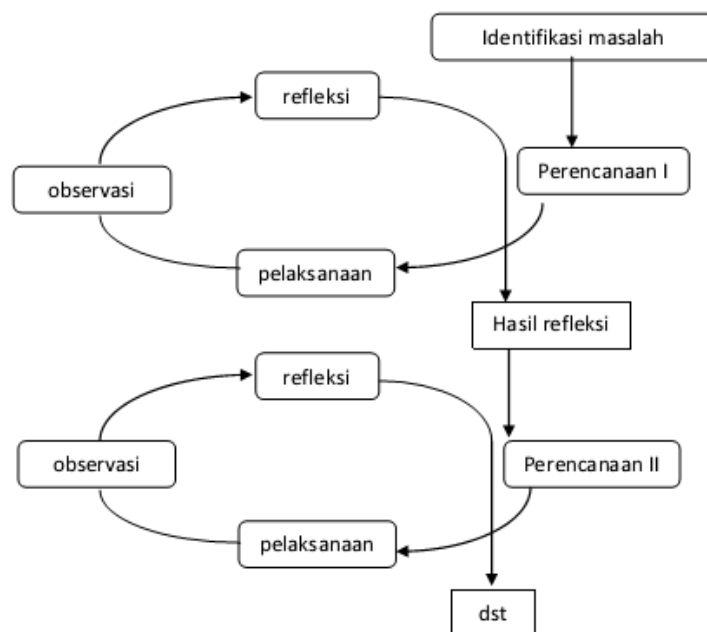 Identifikasi masalah
refleksi
Perencanaan I
observasi
pelaksanaan
Hasil refleksi
refleksi
observasi
Perencanaan II
pelaksanaan
dst